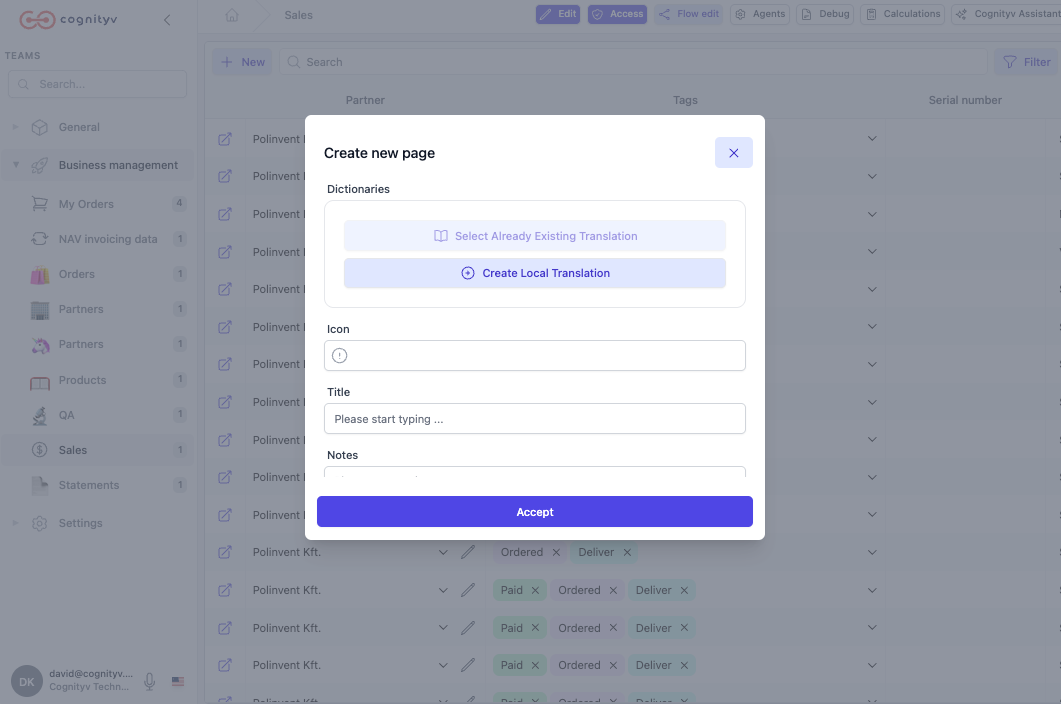 cognityv
Sales
Edit
Access
Flow edit
Agents
Debug
Calculations
Cognityv Assistant
TEAMS
Search...
New
Search
Filter
Partner
Tags
Serial number
General
Business management
My Orders 4
NAV invoicing data 1
Orders 1
Partners 1
Partners 1
Products 1
QA 1
Sales 1
Statements 1
Settings
DK
david@cognityv....
Cognityv Techn...
Polinvent
Polinvent
Polinvent
Polinvent
Polinvent
Polinvent
Polinvent
Polinvent
Polinvent
Polinvent
Polinvent
Create new page
Dictionaries
Select Already Existing Translation
Create Local Translation
Icon
Title
Please start typing ...
Notes
Accept
Polinvent Kft. Ordered Deliver
Polinvent Kft. Paid Ordered Deliver
Polinvent Kft. Paid Ordered Deliver
Polinvent Kft. Paid Ordered Deliver
Polinvent Kft. Paid Ordered Deliver